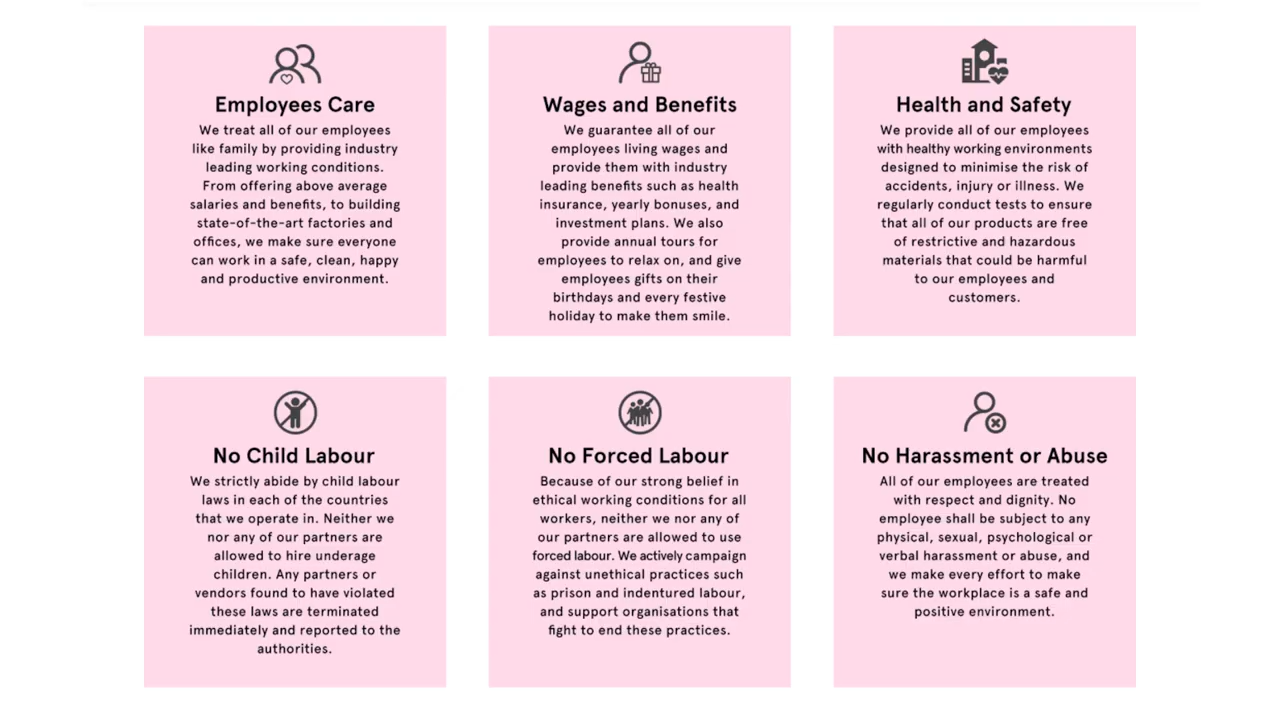 Employees Care
We treat all of our employees
like family by providing industry
leading working conditions.
From offering above average
salaries and benefits, to building
state-of-the-art factories and
offices, we make sure everyone
can work in a safe, clean, happy
and productive environment.
Wages and Benefits
We guarantee all of our
employees living wages and
provide them with industry
leading benefits such as health
insurance, yearly bonuses, and
investment plans. We also
provide annual tours for
employees to relax on, and give
employees gifts on their
birthdays and every festive
holiday to make them smile.
Health and Safety
We provide all of our employees
with healthy working environments
designed to minimise the risk of
accidents, injury or illness. We
regularly conduct tests to ensure
that all of our products are free
of restrictive and hazardous
materials that could be harmful
to our employees and
customers.
No Child Labour
We strictly abide by child labour
laws in each of the countries
that we operate in. Neither we
nor any of our partners are
allowed to hire underage
children. Any partners or
vendors found to have violated
these laws are terminated
immediately and reported to the
authorities.
No Forced Labour
Because of our strong belief in
ethical working conditions for all
workers, neither we nor any of
our partners are allowed to use
forced labour. We actively campaign
against unethical practices such
as prison and indentured labour,
and support organisations that
fight to end these practices.
No Harassment or Abuse
All of our employees are treated
with respect and dignity. No
employee shall be subject to any
physical, sexual, psychological or
verbal harassment or abuse, and
we make every effort to make
sure the workplace is a safe and
positive environment.